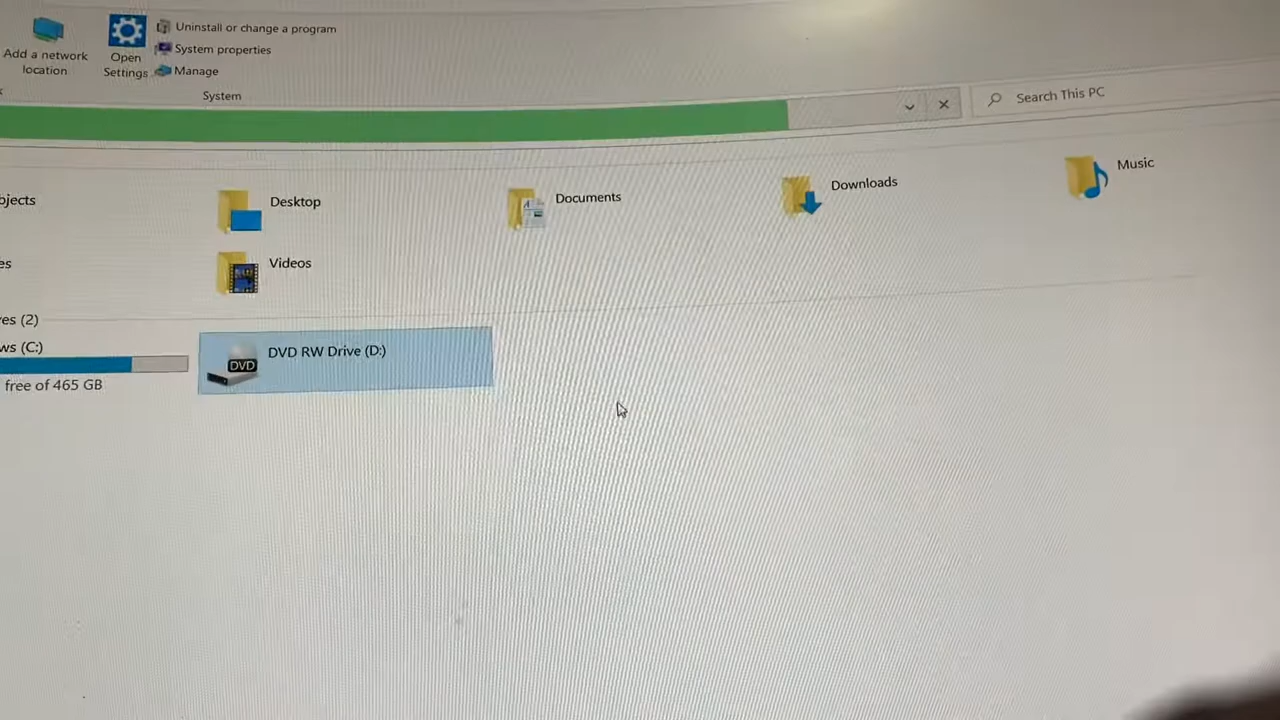 Uninstall or change a program
System properties
Manage
Add a network
location
Open
Settings
System
Search This PC
Desktop
Documents
Downloads
Music
Videos
(2)
(C:)
DVD RW Drive (D:)
DVD
free of 465 GB